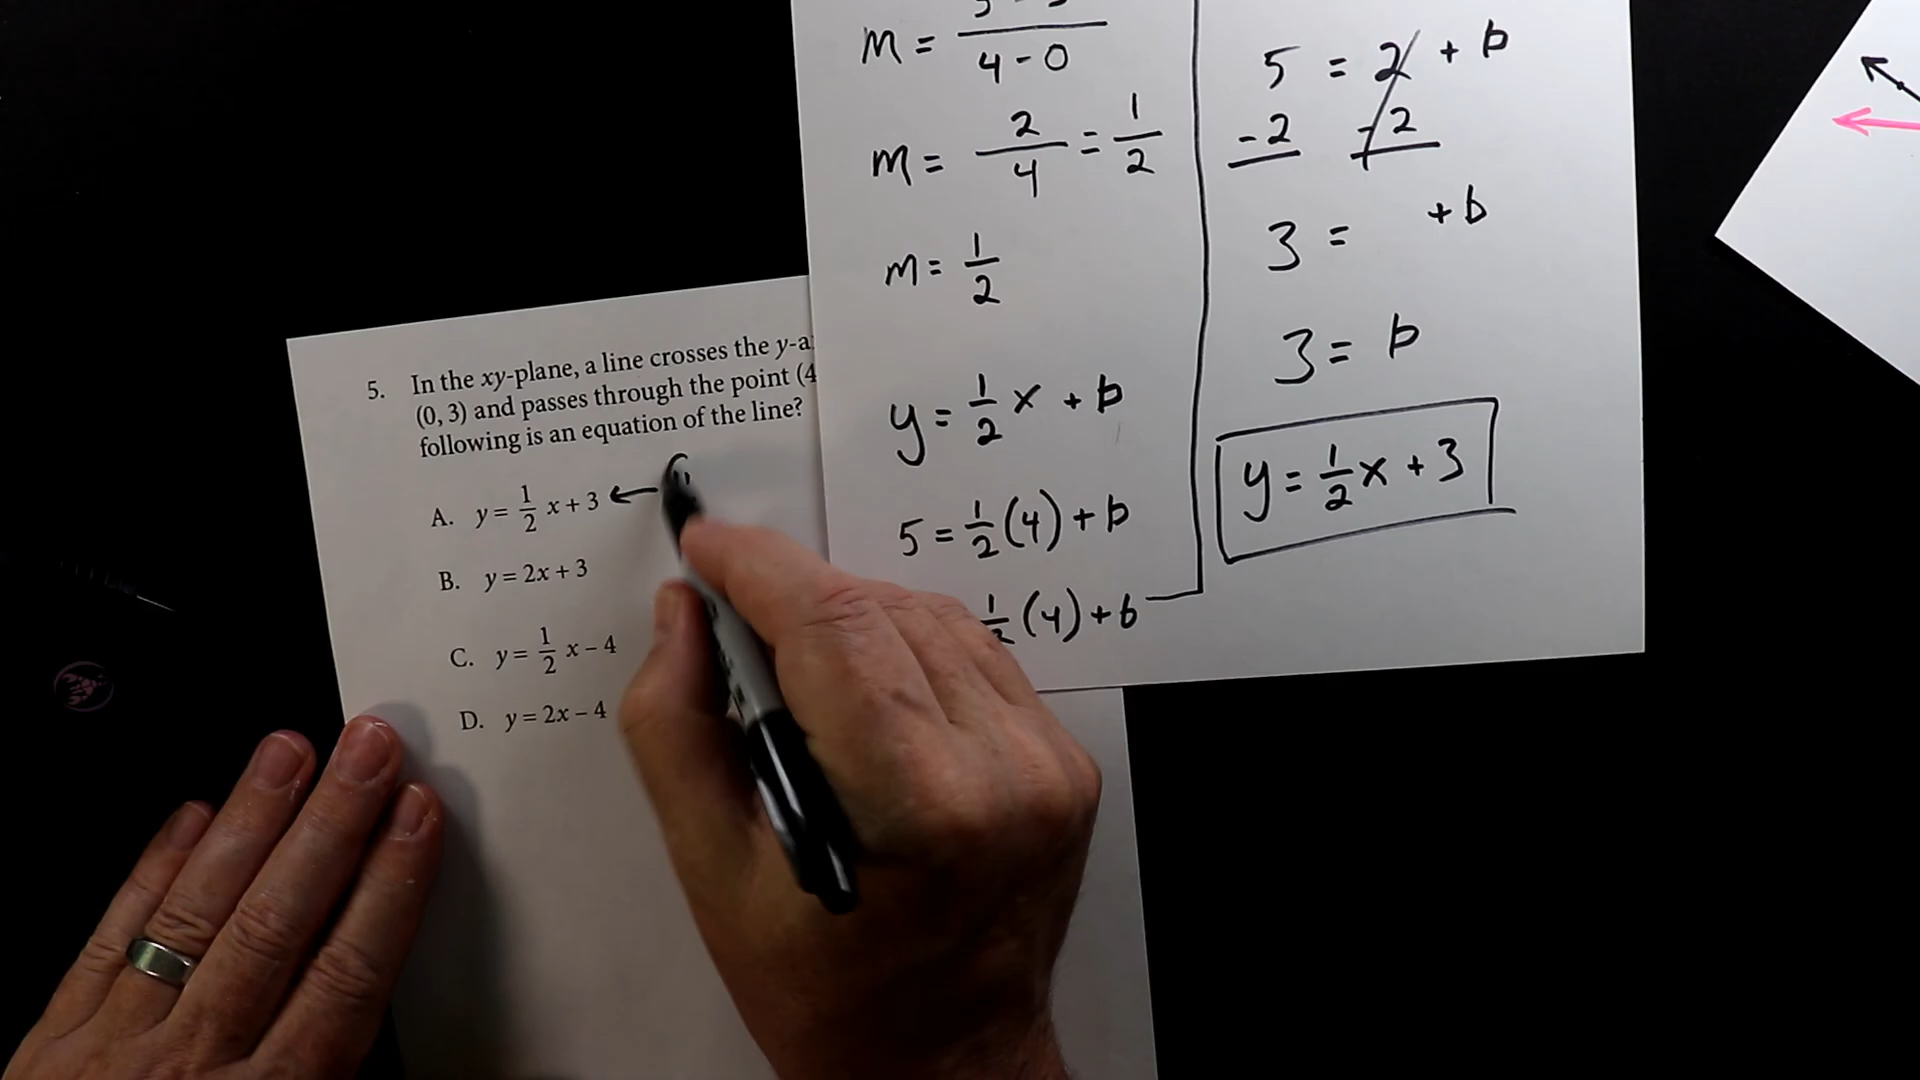 5. In the xy-plane, a line crosses the y-a
(0, 3) and passes through the point (4
following is an equation of the line?
A. y = 1/2 x + 3 ←
B. y = 2x + 3
C. y = 1/2 x – 4
D. y = 2x – 4
m = /(4 - 0)
m = 2/4 = 1/2
m = 1/2
y = 1/2 x + b
5 = 1/2 (4) + b
(4) + b
5 = 2 + b
-2 -2
3 = + b
3 = b
y = 1/2 x + 3